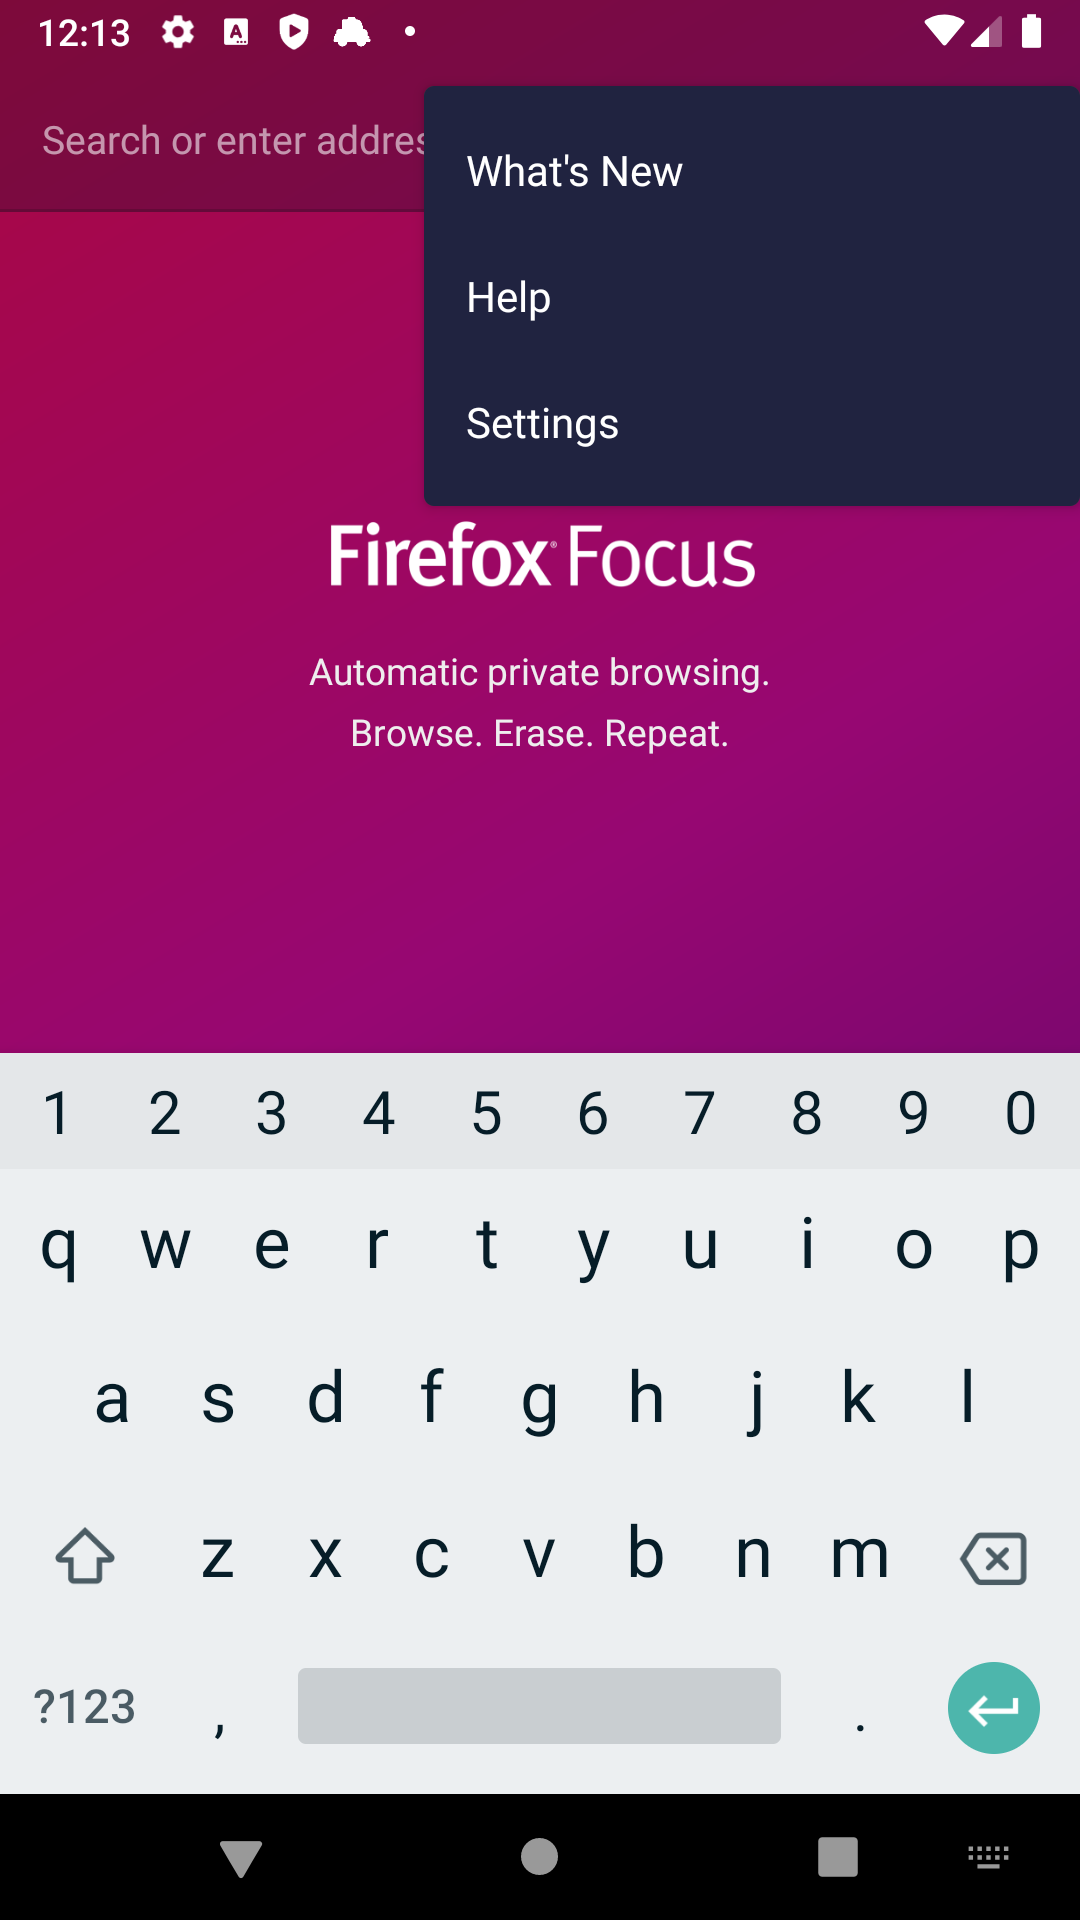 12:13
Search or enter addres
What's New
Help
Settings
Firefox Focus
Automatic private browsing.
Browse. Erase. Repeat.
1 2 3 4 5 6 7 8 9 0
q w e r t y u i o p
a s d f g h j k l
z x c v b n m
?123 , .